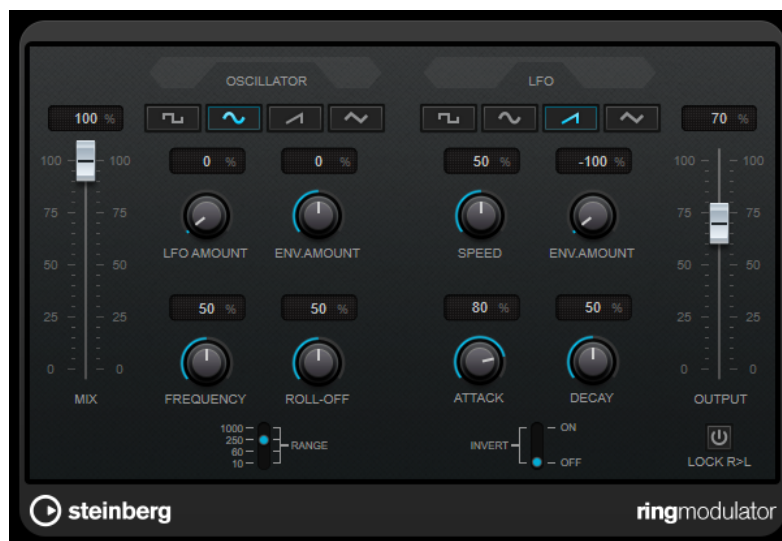 OSCILLATOR
LFO
100 %
70 %
0 %
0 %
50 %
-100 %
100 100
75 75
50 50
25 25
0 0
MIX
LFO AMOUNT
ENV.AMOUNT
SPEED
ENV.AMOUNT
50 %
50 %
80 %
50 %
FREQUENCY
ROLL-OFF
ATTACK
DECAY
100 100
75 75
50 50
25 25
0 0
OUTPUT
1000
250
60
10
RANGE
INVERT
ON
OFF
LOCK R>L
steinberg
ringmodulator